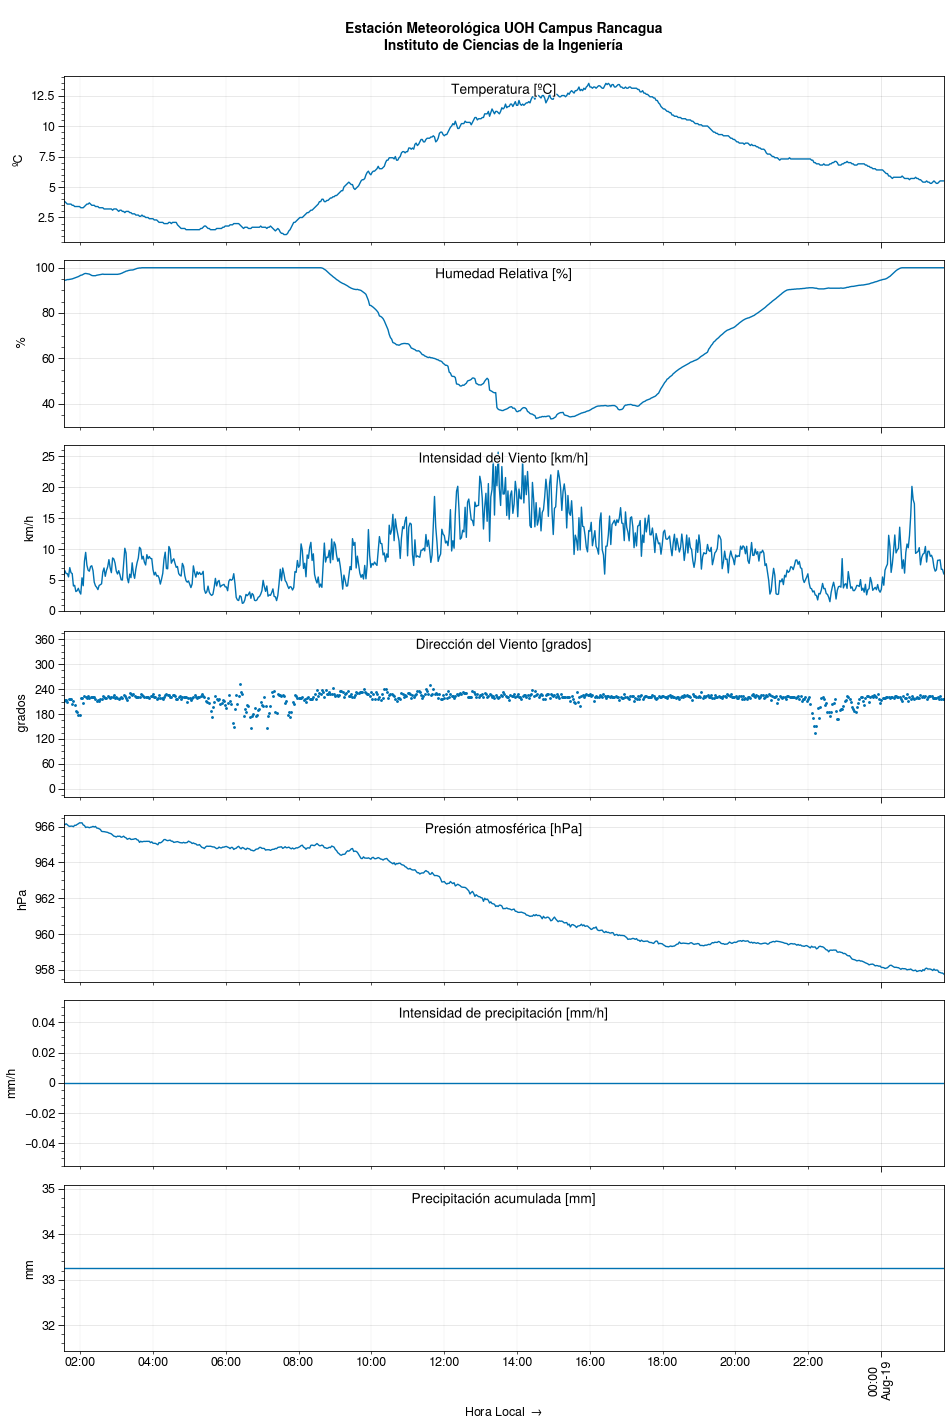 Estación Meteorológica UOH Campus Rancagua
Instituto de Ciencias de la Ingeniería
Temperatura [ºC]
12.5
10
7.5
5
2.5
ºC
Humedad Relativa [%]
100
80
60
40
%
Intensidad del Viento [km/h]
25
20
15
10
5
0
km/h
Dirección del Viento [grados]
360
300
240
180
120
60
0
grados
Presión atmosférica [hPa]
966
964
962
960
958
hPa
Intensidad de precipitación [mm/h]
0.04
0.02
0
−0.02
−0.04
mm/h
Precipitación acumulada [mm]
35
34
33
32
mm
02:00 04:00 06:00 08:00 10:00 12:00 14:00 16:00 18:00 20:00 22:00 00:00
Aug-19
Hora Local →